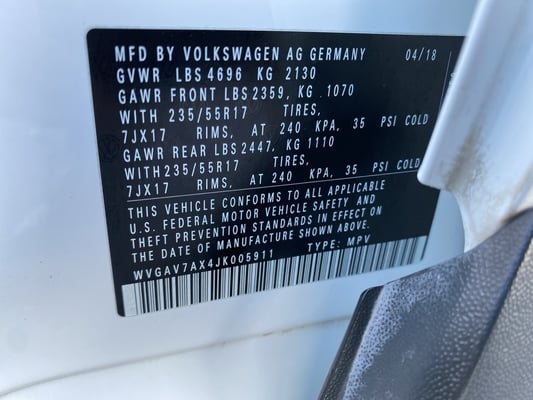 MFD BY VOLKSWAGEN AG GERMANY 04/18
GVWR LBS 4696 KG 2130
GAWR FRONT LBS 2359, KG .1070
WITH 235/55R17 TIRES,
7JX17 RIMS, AT 240 KPA, 35 PSI COLD
GAWR REAR LBS 2447, KG 1110
WITH 235/55R17 TIRES,
7JX17 RIMS, AT 240 KPA, 35 PSI COLD
THIS VEHICLE CONFORMS TO ALL APPLICABLE
U.S. FEDERAL MOTOR VEHICLE SAFETY AND
THEFT PREVENTION STANDARDS IN EFFECT ON
THE DATE OF MANUFACTURE SHOWN ABOVE
WVGAV7AX4JK005911 TYPE: MPV